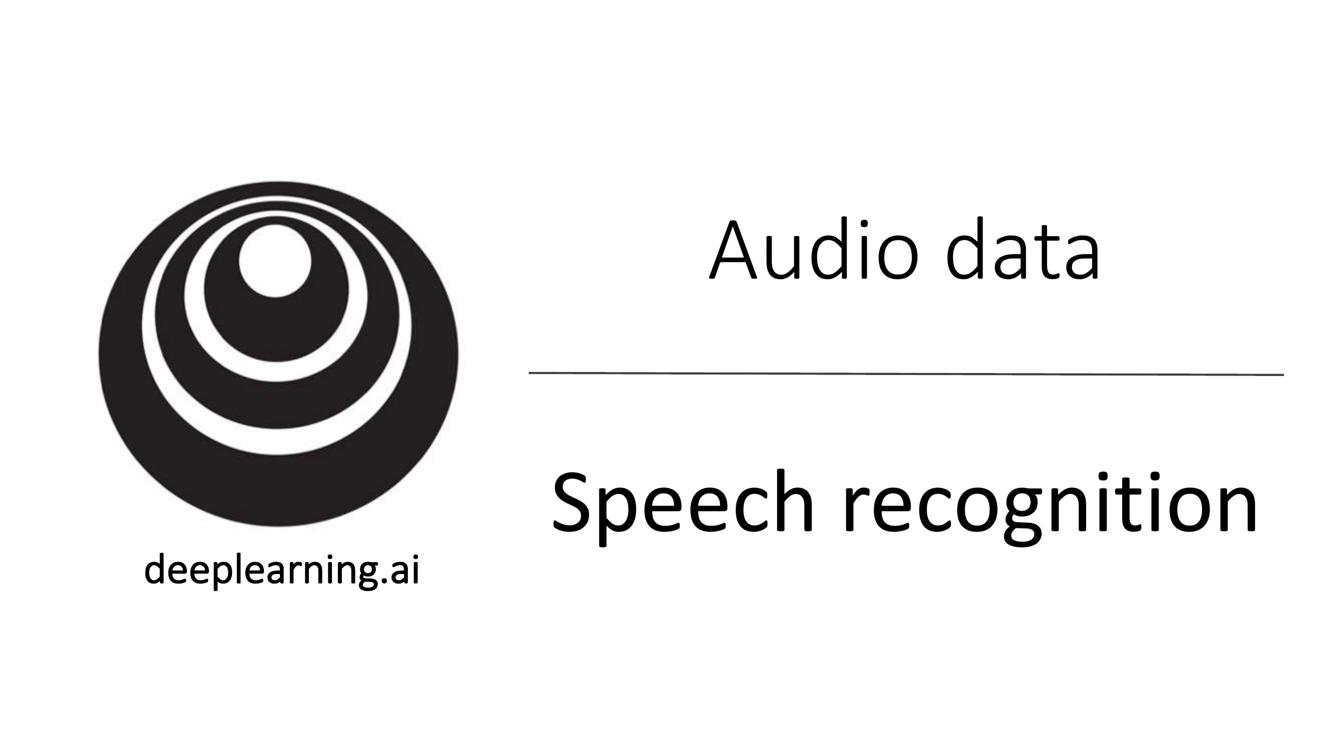 Audio data
Speech recognition
deeplearning.ai